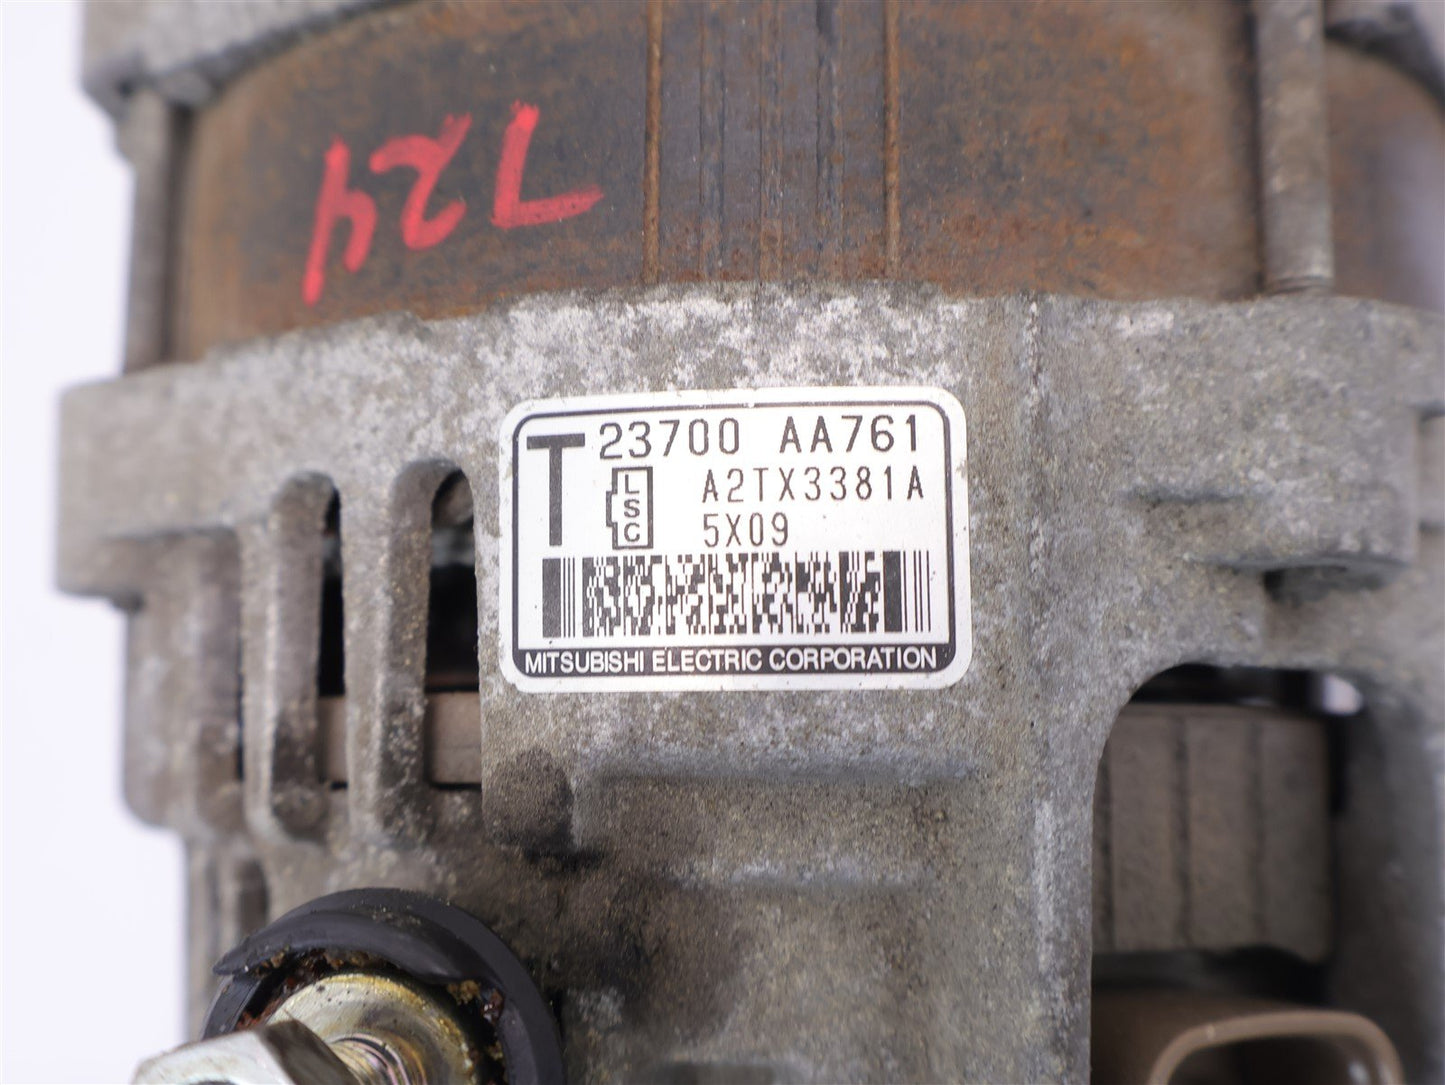 724
T 23700 AA761
LSC A2TX3381A
5X09
MITSUBISHI ELECTRIC CORPORATION